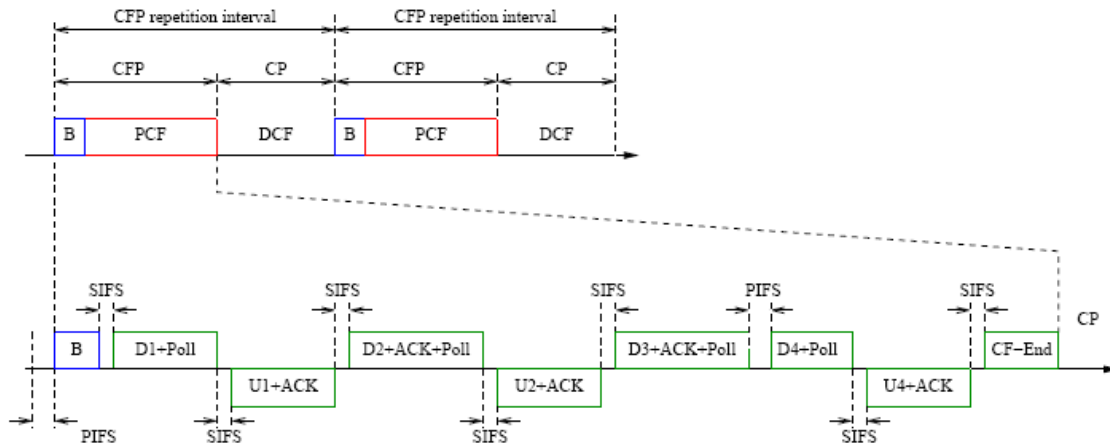 CFP repetition interval CFP repetition interval
CFP CP CFP CP
B PCF DCF B PCF DCF
SIFS SIFS SIFS PIFS SIFS
CP
B D1+Poll D2+ACK+Poll D3+ACK+Poll D4+Poll CF−End
U1+ACK U2+ACK U4+ACK
PIFS SIFS SIFS SIFS